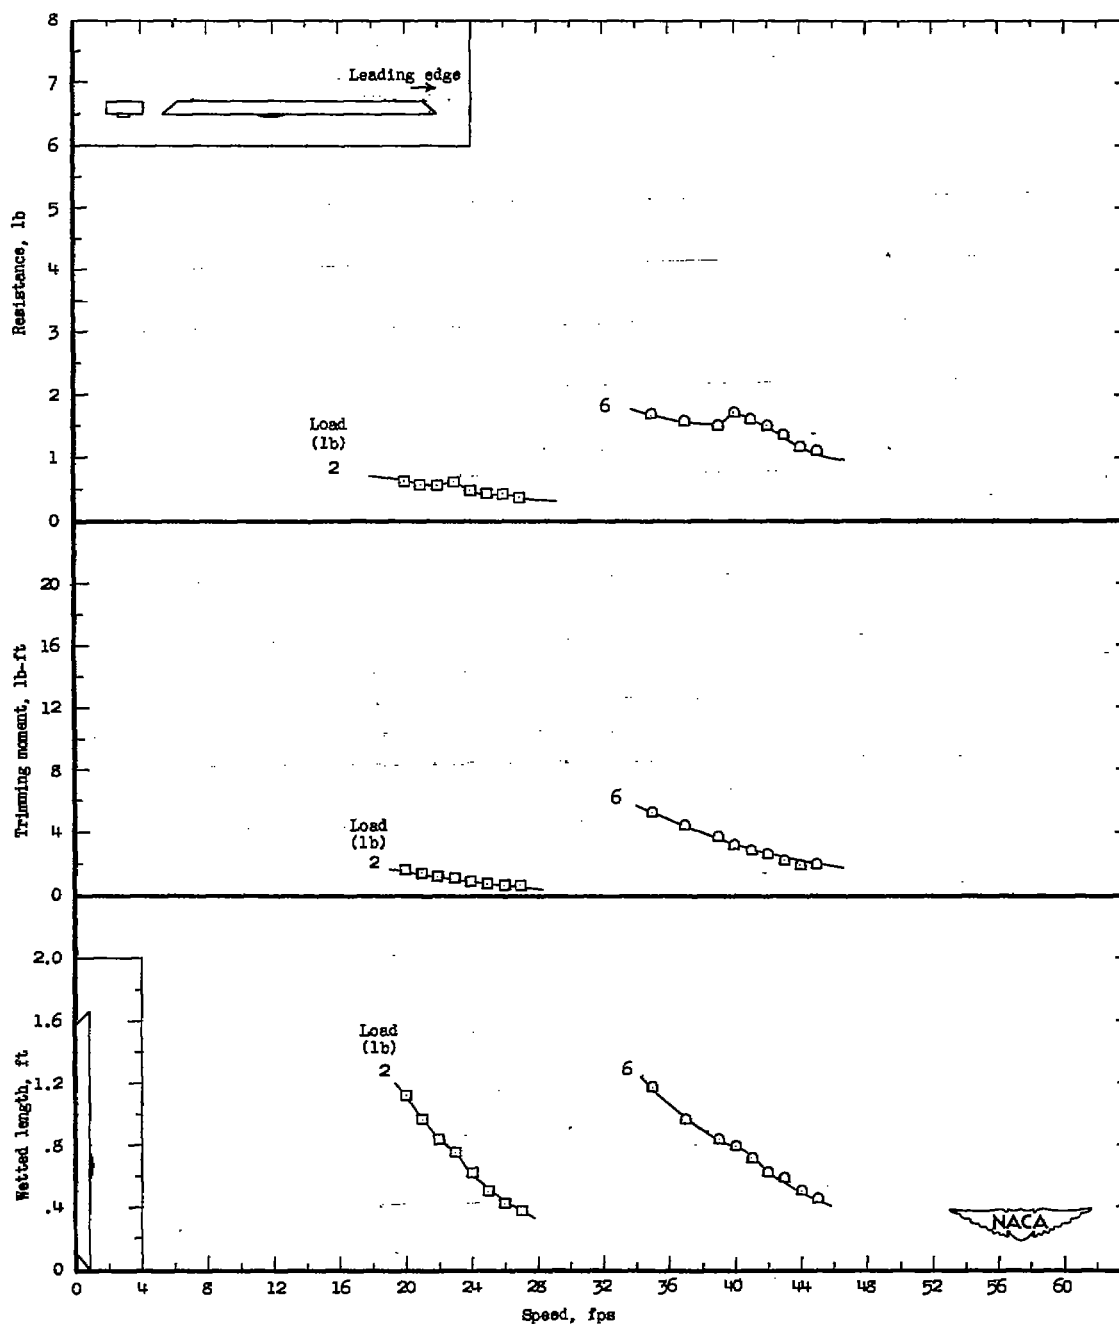 8
7
6
5
4
3
2
1
0
Resistance, lb
Leading edge
Load
(lb)
2
6
20
16
12
8
4
0
Trimming moment, lb-ft
Load
(lb)
2
6
2.0
1.6
1.2
.8
.4
0
Wetted length, ft
Load
(lb)
2
6
NACA
0 4 8 12 16 20 24 28 32 36 40 44 48 52 56 60
Speed, fps